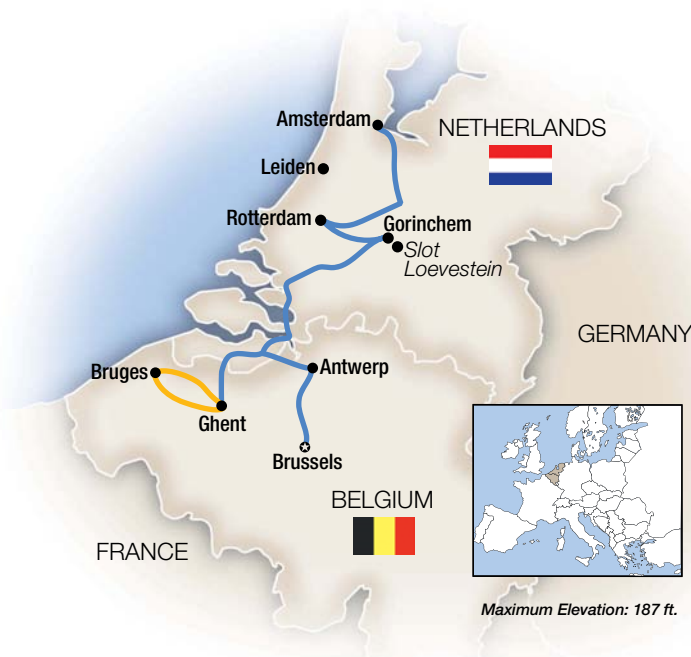 Amsterdam
NETHERLANDS
Leiden
Rotterdam
Gorinchem
Slot
Loevestein
GERMANY
Bruges
Antwerp
Ghent
Brussels
BELGIUM
FRANCE
Maximum Elevation: 187 ft.